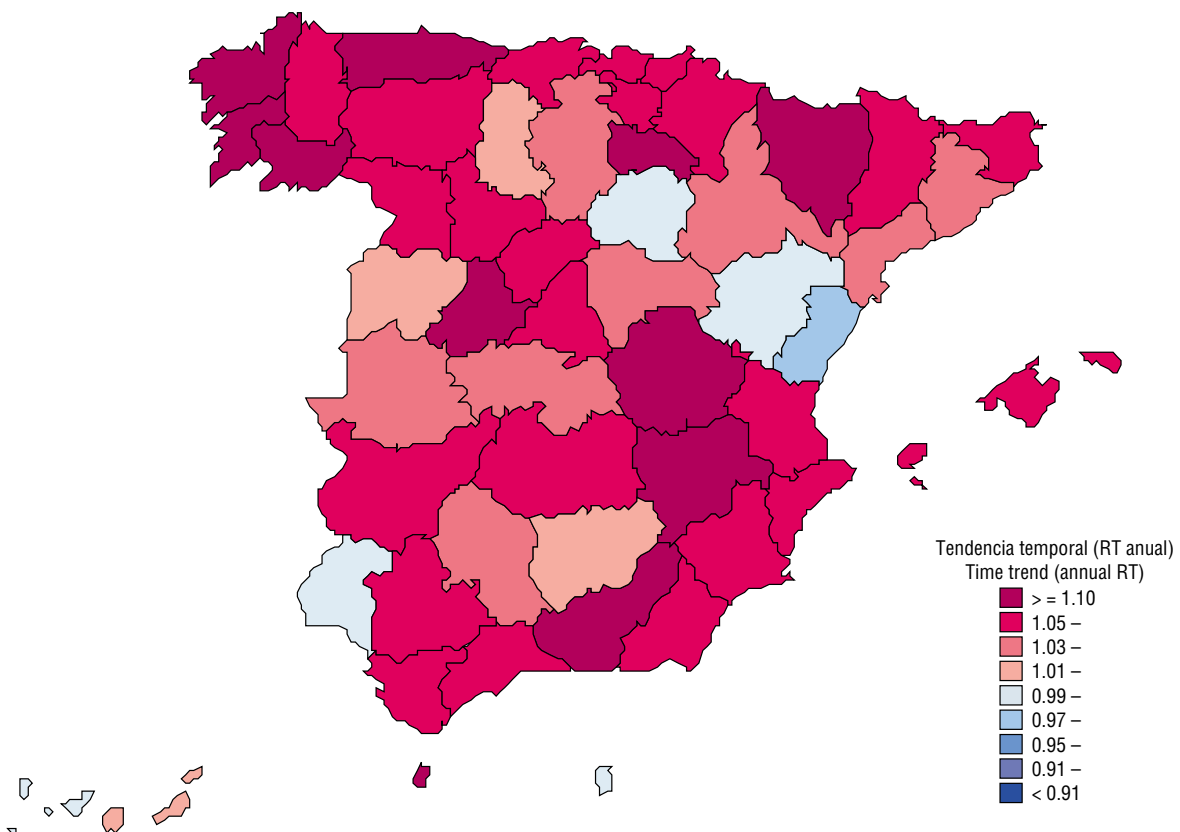 Tendencia temporal (RT anual)
Time trend (annual RT)
> = 1.10
1.05 –
1.03 –
1.01 –
0.99 –
0.97 –
0.95 –
0.91 –
< 0.91